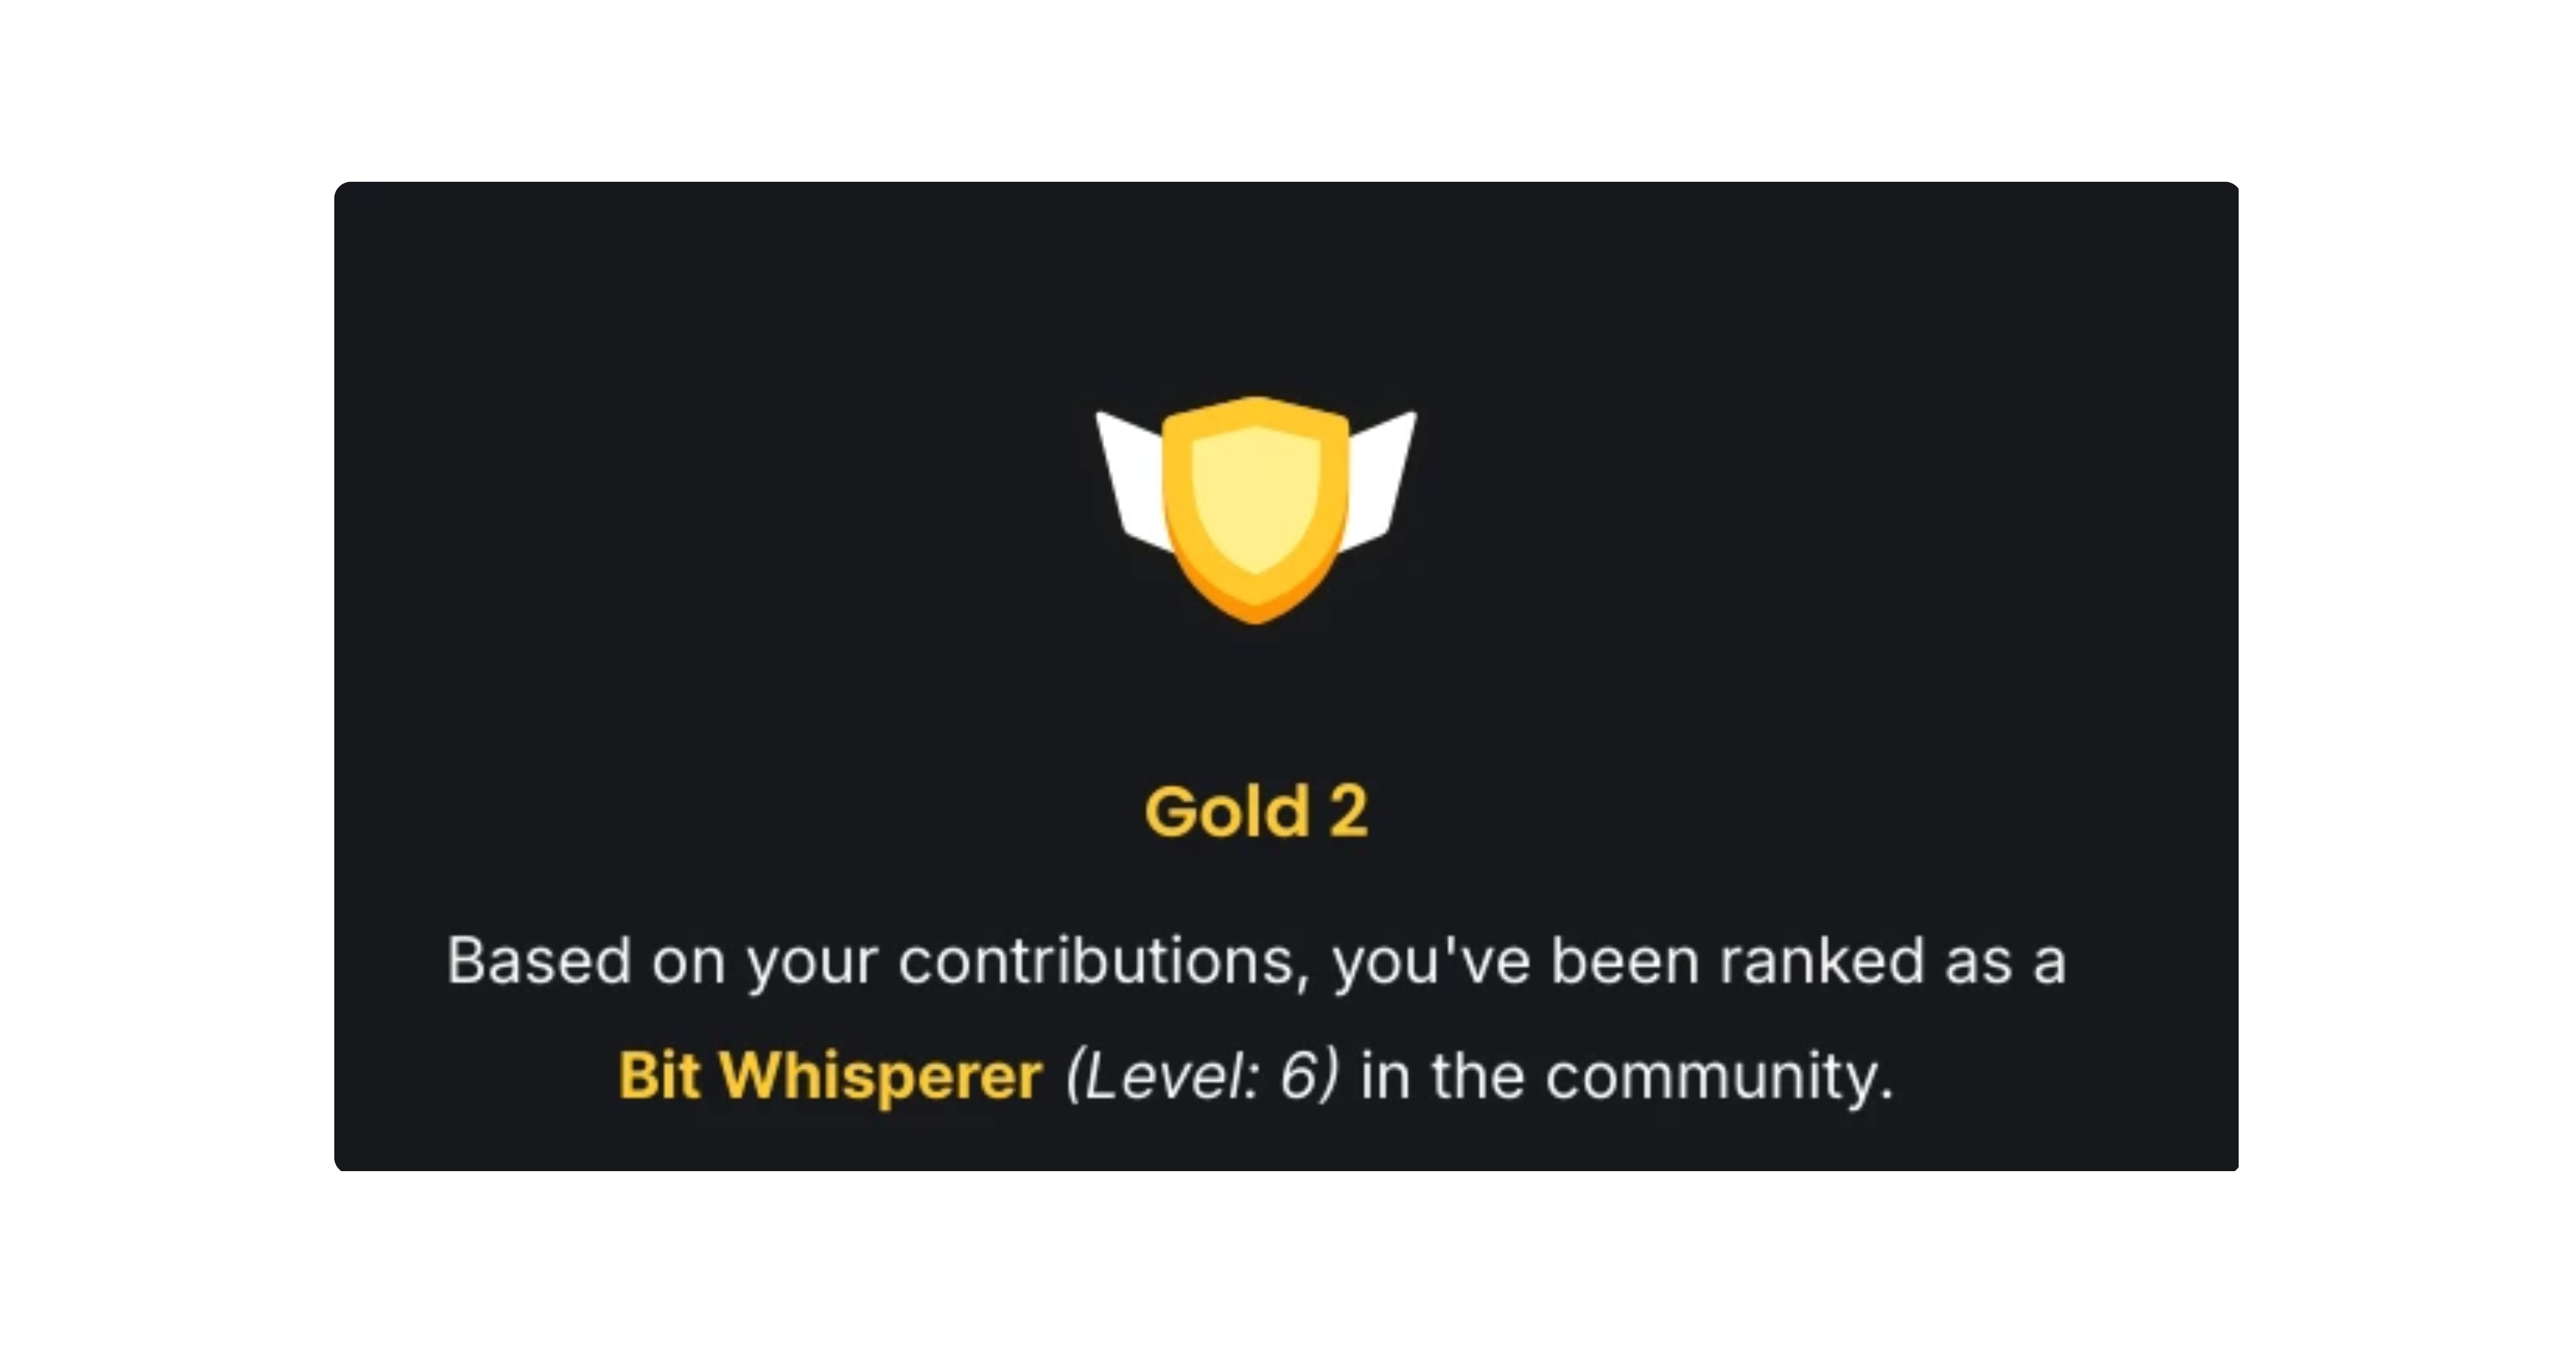 Gold 2
Based on your contributions, you've been ranked as a
Bit Whisperer (Level: 6) in the community.